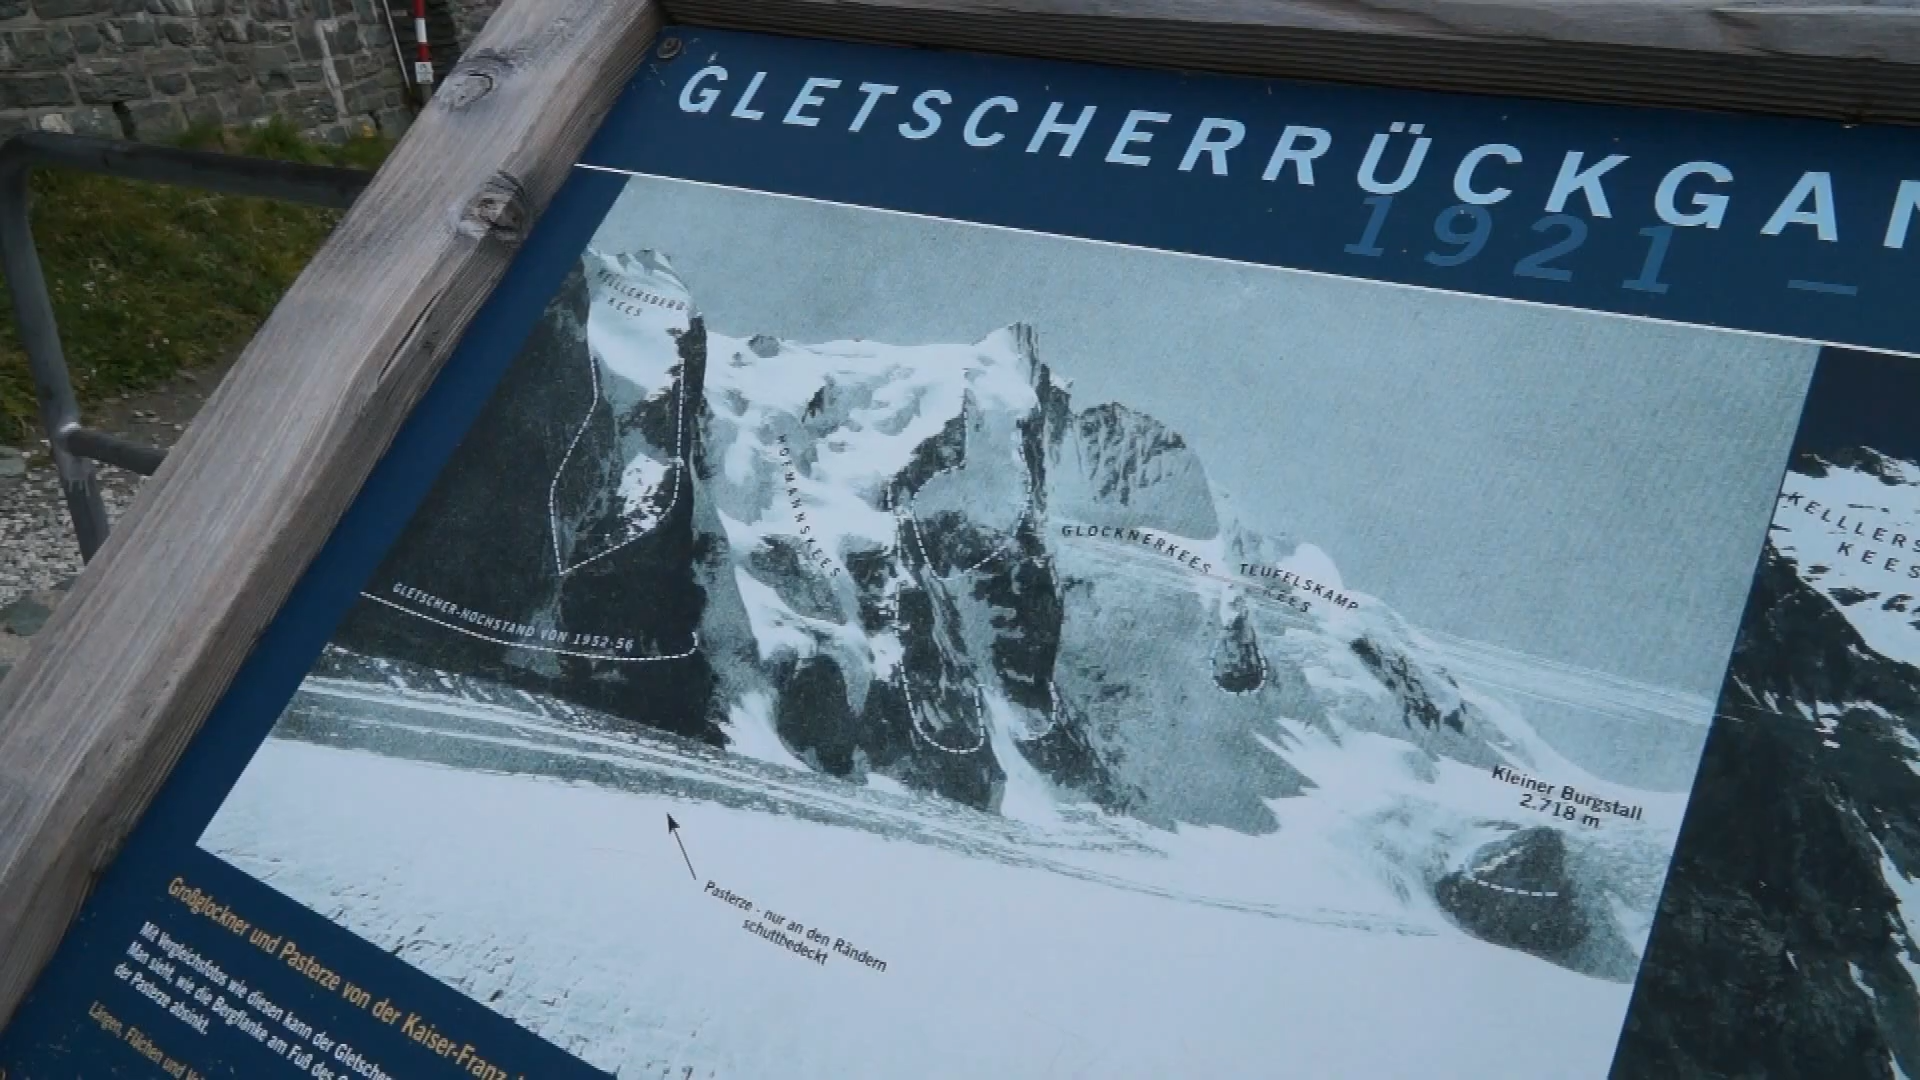 GLETSCHERRÜCKGAN
1921 –
KELLLERSBERG-
KEES
HOFMANNSKEES
GLOCKNERKEES
TEUFELSKAMP
KEES
KELLLERS
KEES
GLETSCHER-HOCHSTAND VON 1952-56
Kleiner Burgstall
2.718 m
Pasterze - nur an den Rändern
schuttbedeckt
Großglockner und Pasterze von der Kaiser-Franz-
Mit Vergleichsfotos wie diesen kann der Gletscher
Man sieht, wie die Bergflanke am Fuß des
der Pasterze absinkt.
Längen, Flächen und